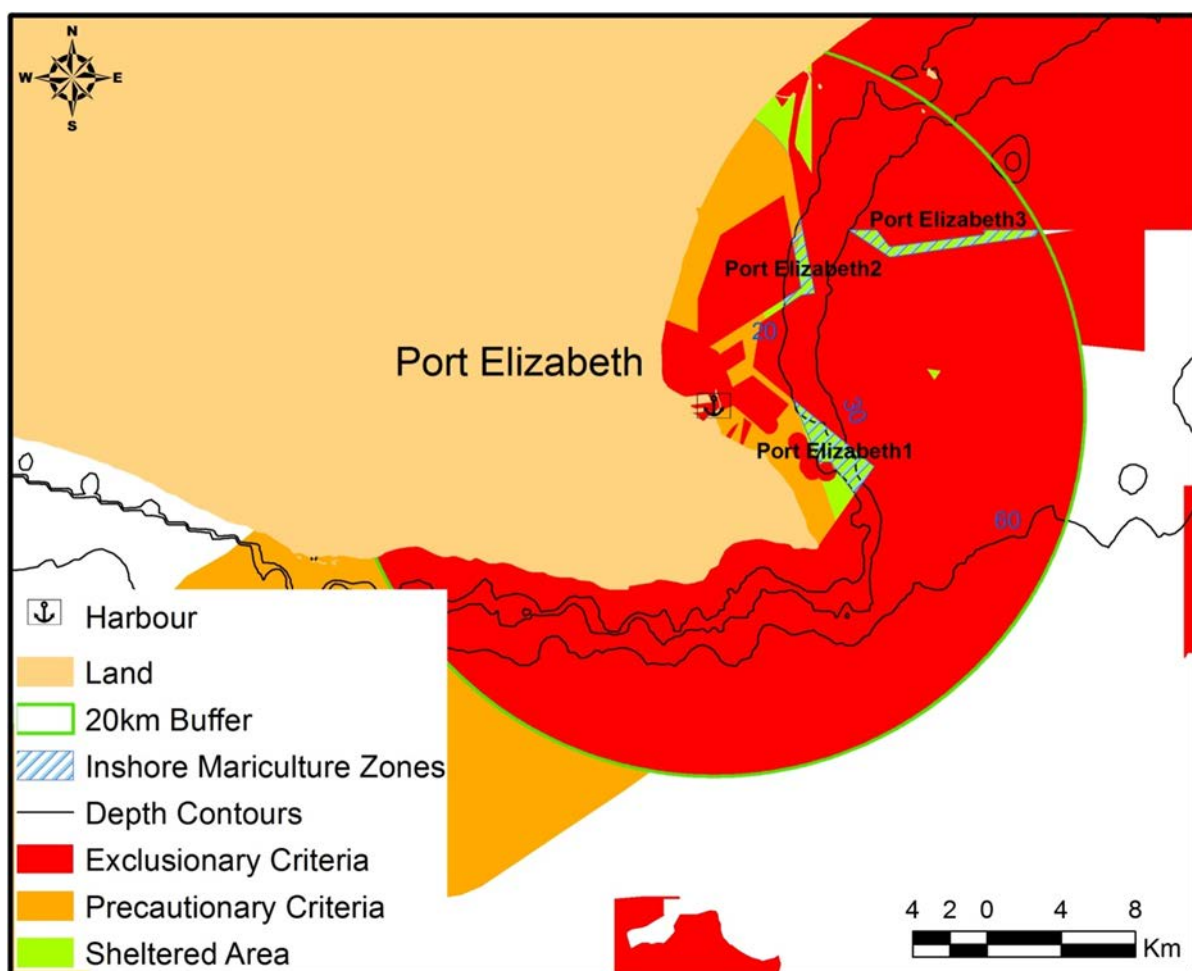 N
W E
S
Port Elizabeth3
Port Elizabeth2
20
Port Elizabeth
30
Port Elizabeth1
60
Harbour
Land
20km Buffer
Inshore Mariculture Zones
Depth Contours
Exclusionary Criteria
Precautionary Criteria
Sheltered Area
4 2 0 4 8
Km